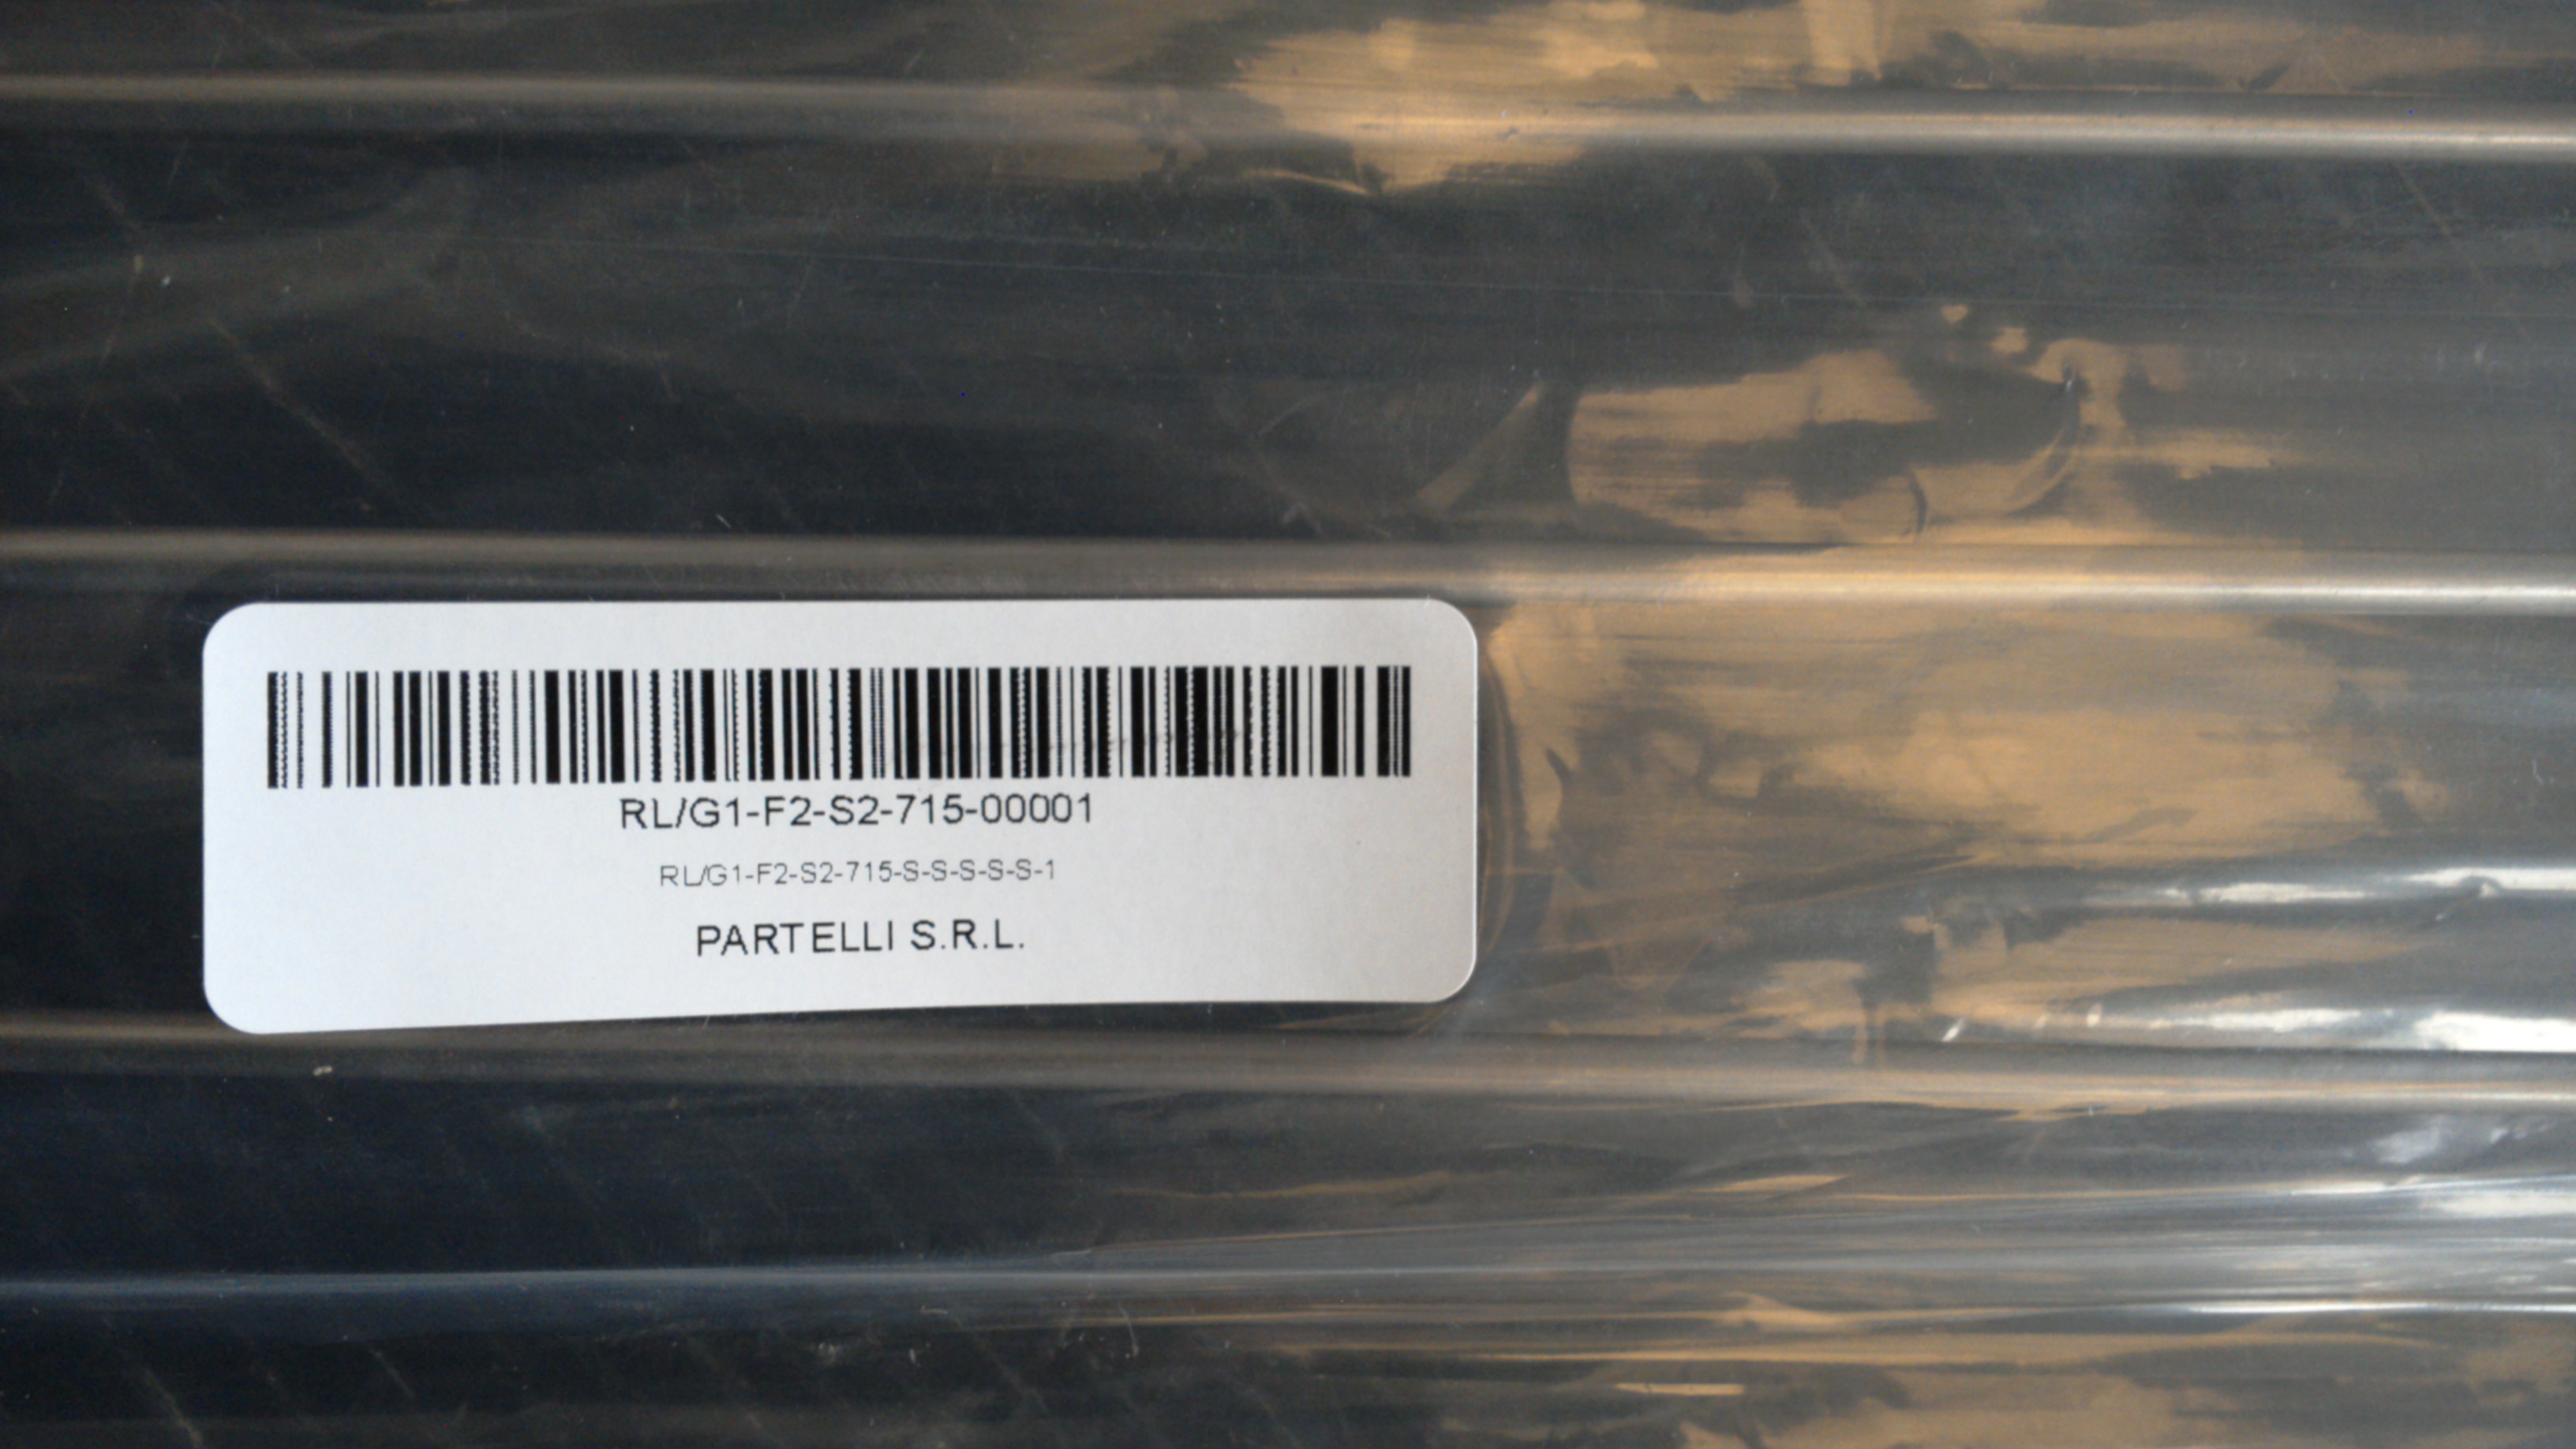 RL/G1-F2-S2-715-00001
RL/G1-F2-S2-715-S-S-S-S-S-1
PARTELLI S.R.L.